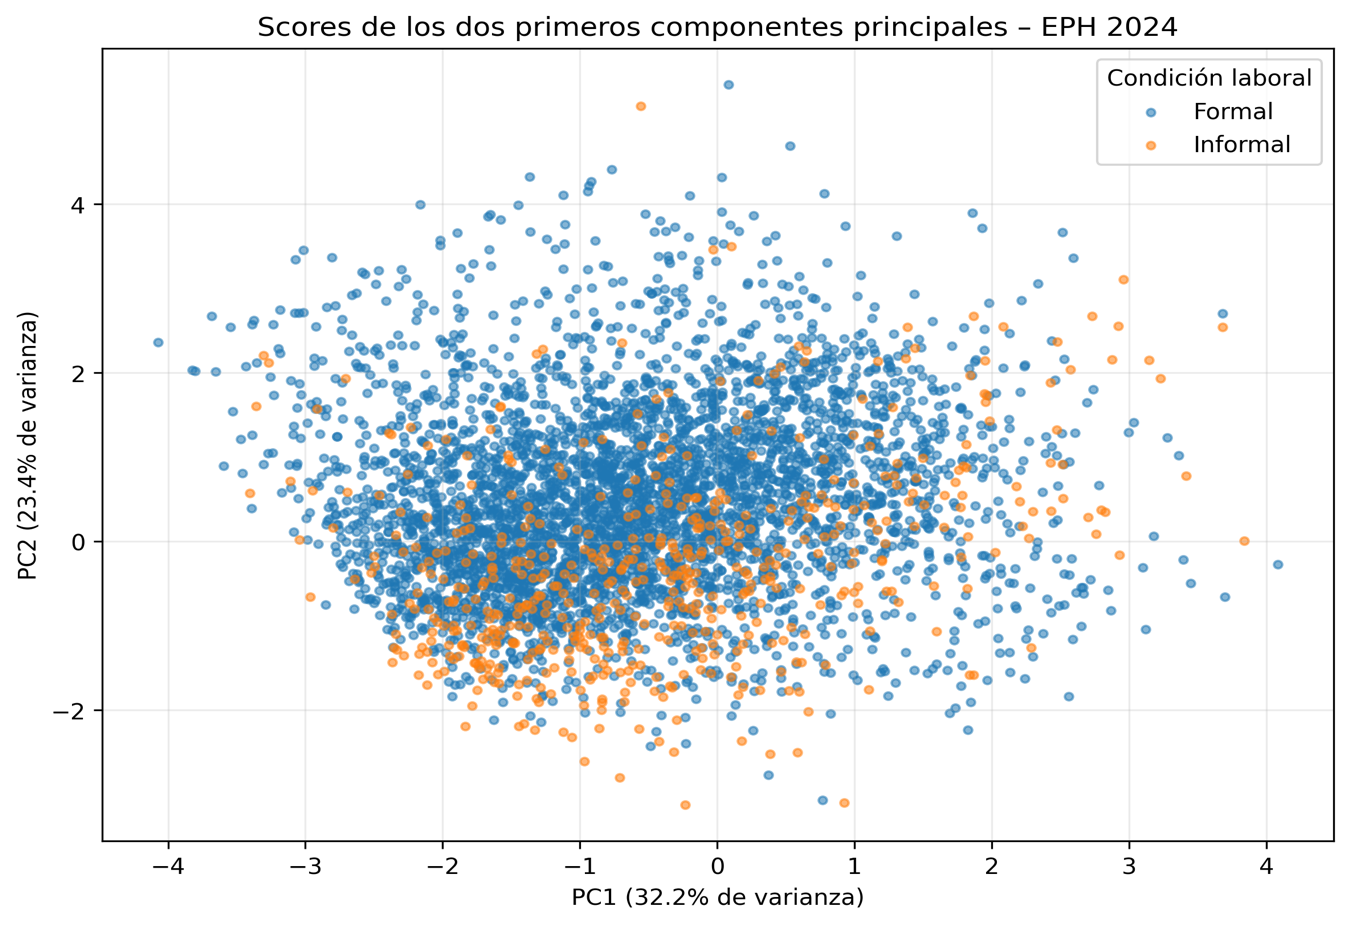 Scores de los dos primeros componentes principales – EPH 2024
Condición laboral
Formal
Informal
PC2 (23.4% de varianza)
4
2
0
−2
−4
−3
−2
−1
0
1
2
3
4
PC1 (32.2% de varianza)